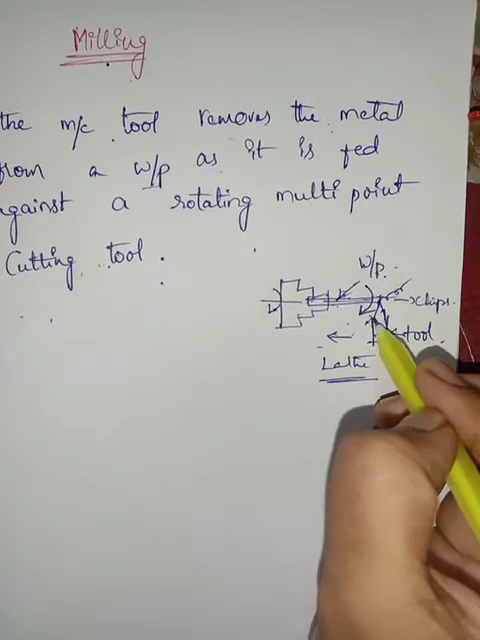 Milling
the m/c tool removes the metal
from a w/p as it is fed
against a rotating multi point
Cutting tool.
w/p.
chips.
tool.
Lathe